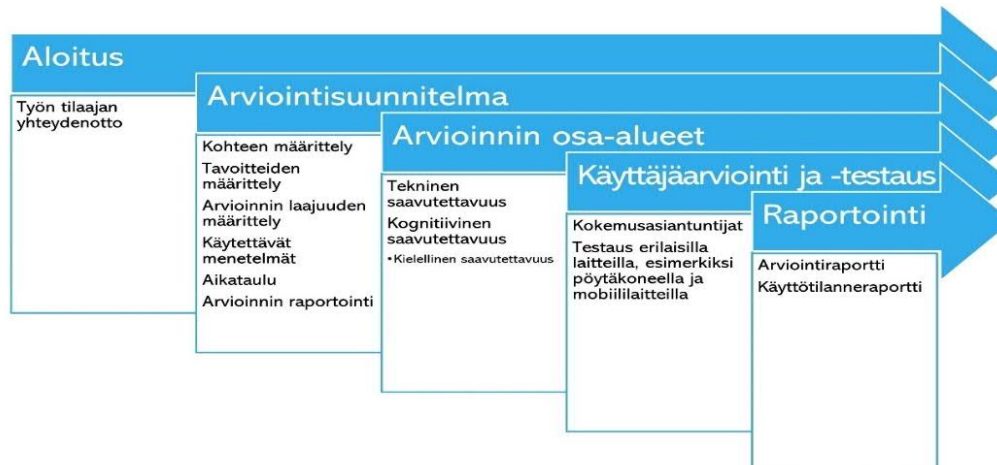 Aloitus
Työn tilaajan
yhteydenotto
Arviointisuunnitelma
Kohteen määrittely
Tavoitteiden
määrittely
Arvioinnin laajuuden
määrittely
Käytettävät
menetelmät
Aikataulu
Arvioinnin raportointi
Arvioinnin osa-alueet
Tekninen
saavutettavuus
Kognitiivinen
saavutettavuus
•Kielellinen saavutettavuus
Käyttäjäarviointi ja -testaus
Kokemusasiantuntijat
Testaus erilaisilla
laitteilla, esimerkiksi
pöytäkoneella ja
mobiililaitteilla
Raportointi
Arviointiraportti
Käyttötilanneraportti